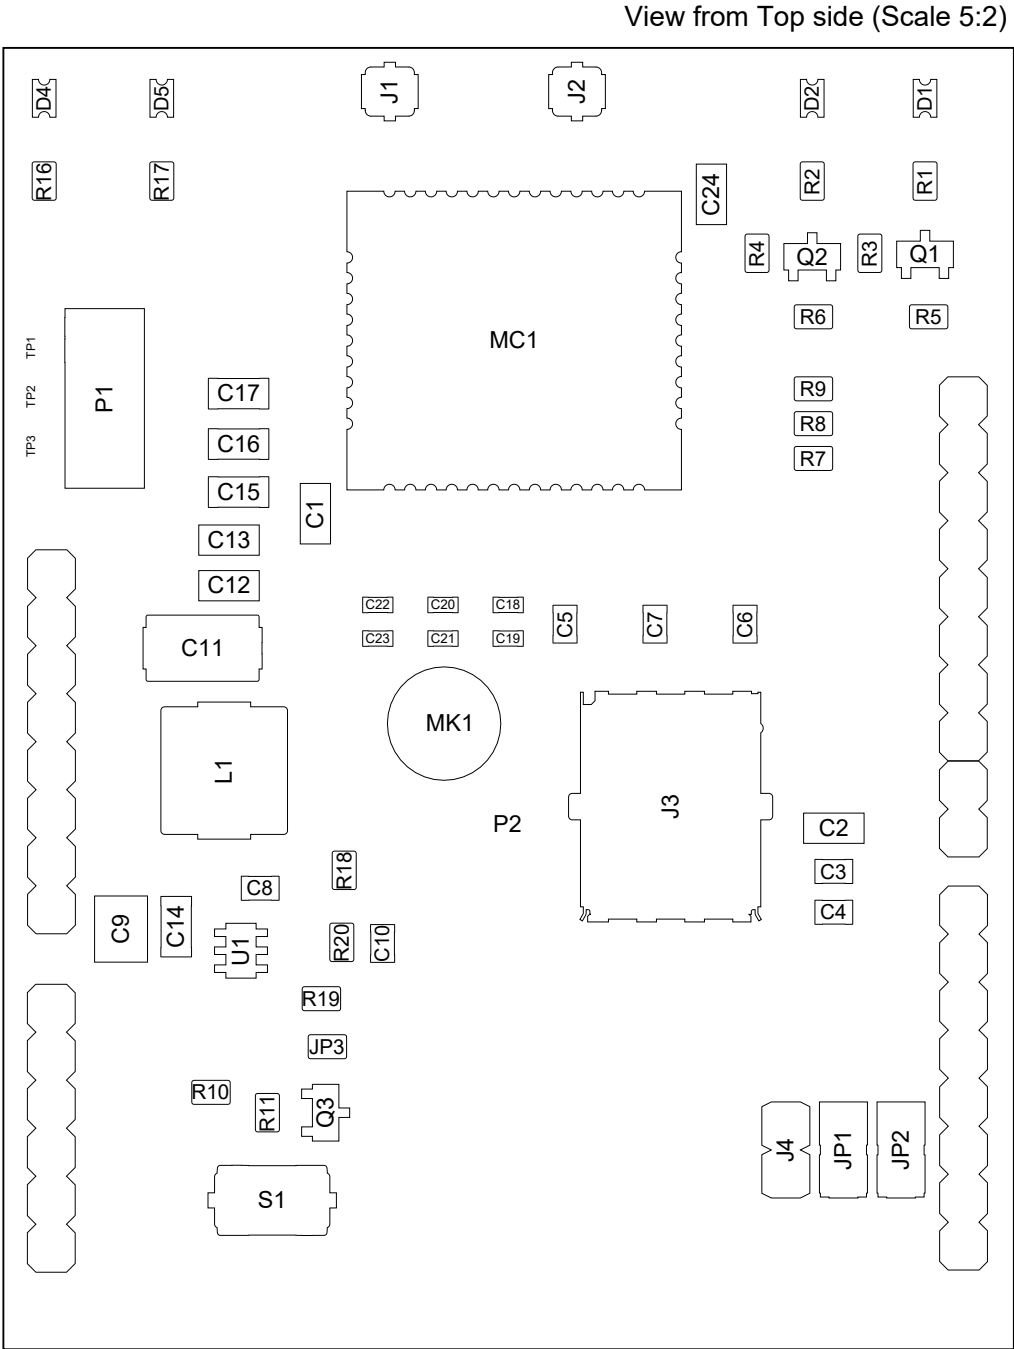 View from Top side (Scale 5:2)
D4 D5 J1 J2 D2 D1
R16 R17 C24 R2 R1
R4 Q2 R3 Q1
R6 R5
MC1
TP1
TP2
TP3
P1
C17
R9
R8
C16
R7
C15
C1
C13
C12
C22 C20 C18
C5 C7 C6
C23 C21 C19
C11
MK1
L1
J3
P2
C2
R18
C3
C8
C4
C9 C14 U1 R20 C10
R19
JP3
R10
R11 Q3
J4 JP1 JP2
S1